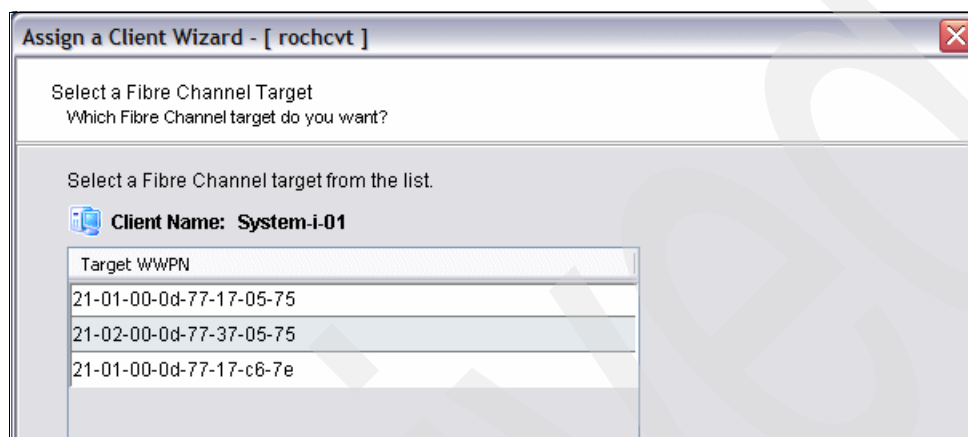 Assign a Client Wizard - [ rochcvt ]
Select a Fibre Channel Target
Which Fibre Channel target do you want?
Select a Fibre Channel target from the list.
Client Name: System-i-01
Target WWPN
21-01-00-0d-77-17-05-75
21-02-00-0d-77-37-05-75
21-01-00-0d-77-17-c6-7e